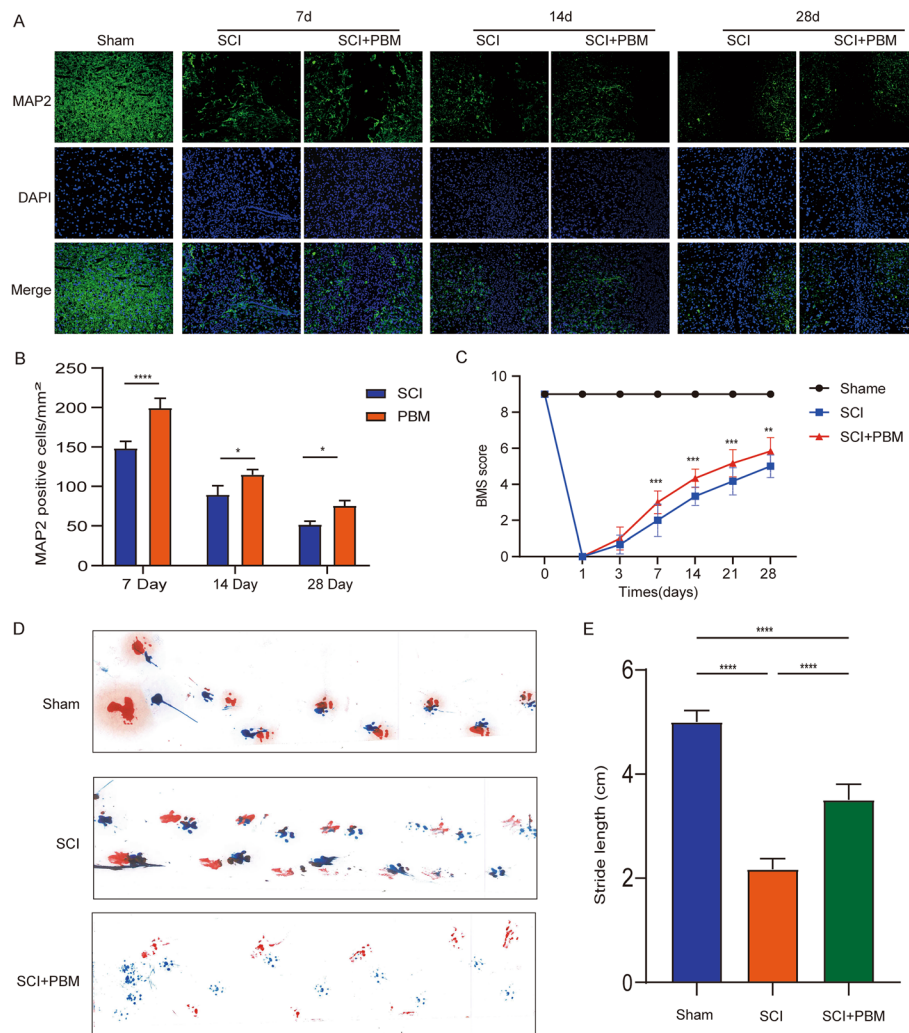 A
7d
14d
28d
Sham
SCI
SCI+PBM
SCI
SCI+PBM
SCI
SCI+PBM
MAP2
DAPI
Merge
B
MAP2 positive cells/mm²
250
200
150
100
50
0
****
*
*
SCI
PBM
7 Day
14 Day
28 Day
C
BMS score
10
8
6
4
2
0
***
***
***
**
0
1
3
7
14
21
28
Times(days)
Shame
SCI
SCI+PBM
D
Sham
SCI
SCI+PBM
E
****
****
****
Stride length (cm)
6
4
2
0
Sham
SCI
SCI+PBM